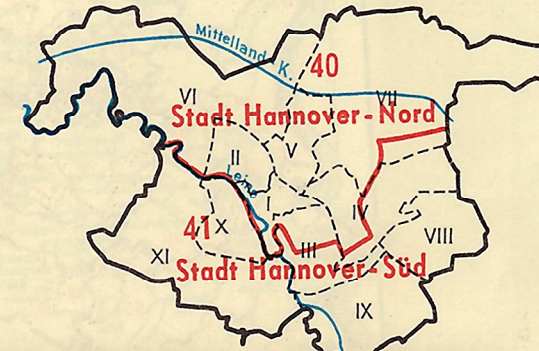 Mittelland K.
40
VI
VII
Stadt Hannover-Nord
II
V
Leine
41
X
IV
III
VIII
XI
Stadt Hannover-Süd
IX